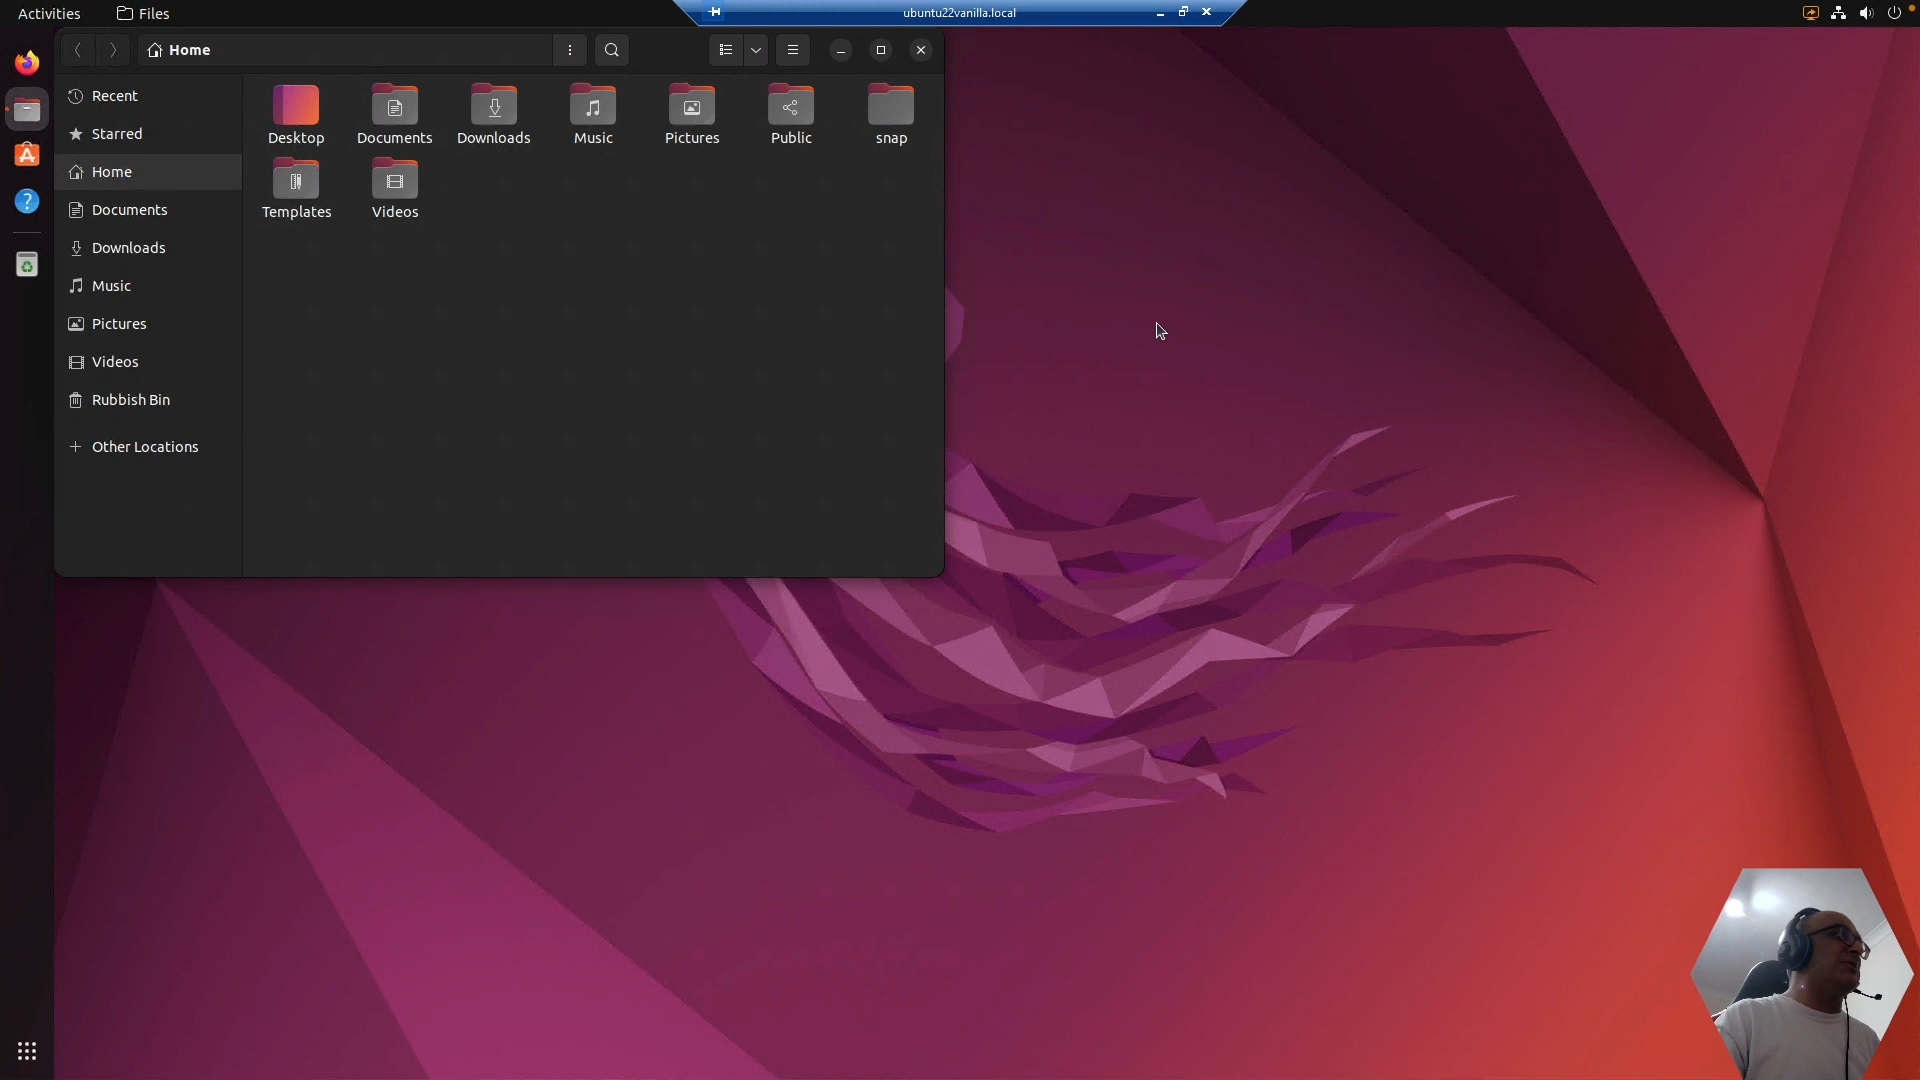 Activities
Files
ubuntu22vanilla.local
Home
Recent
Starred
Home
Documents
Downloads
Music
Pictures
Videos
Rubbish Bin
Other Locations
Desktop
Documents
Downloads
Music
Pictures
Public
snap
Templates
Videos